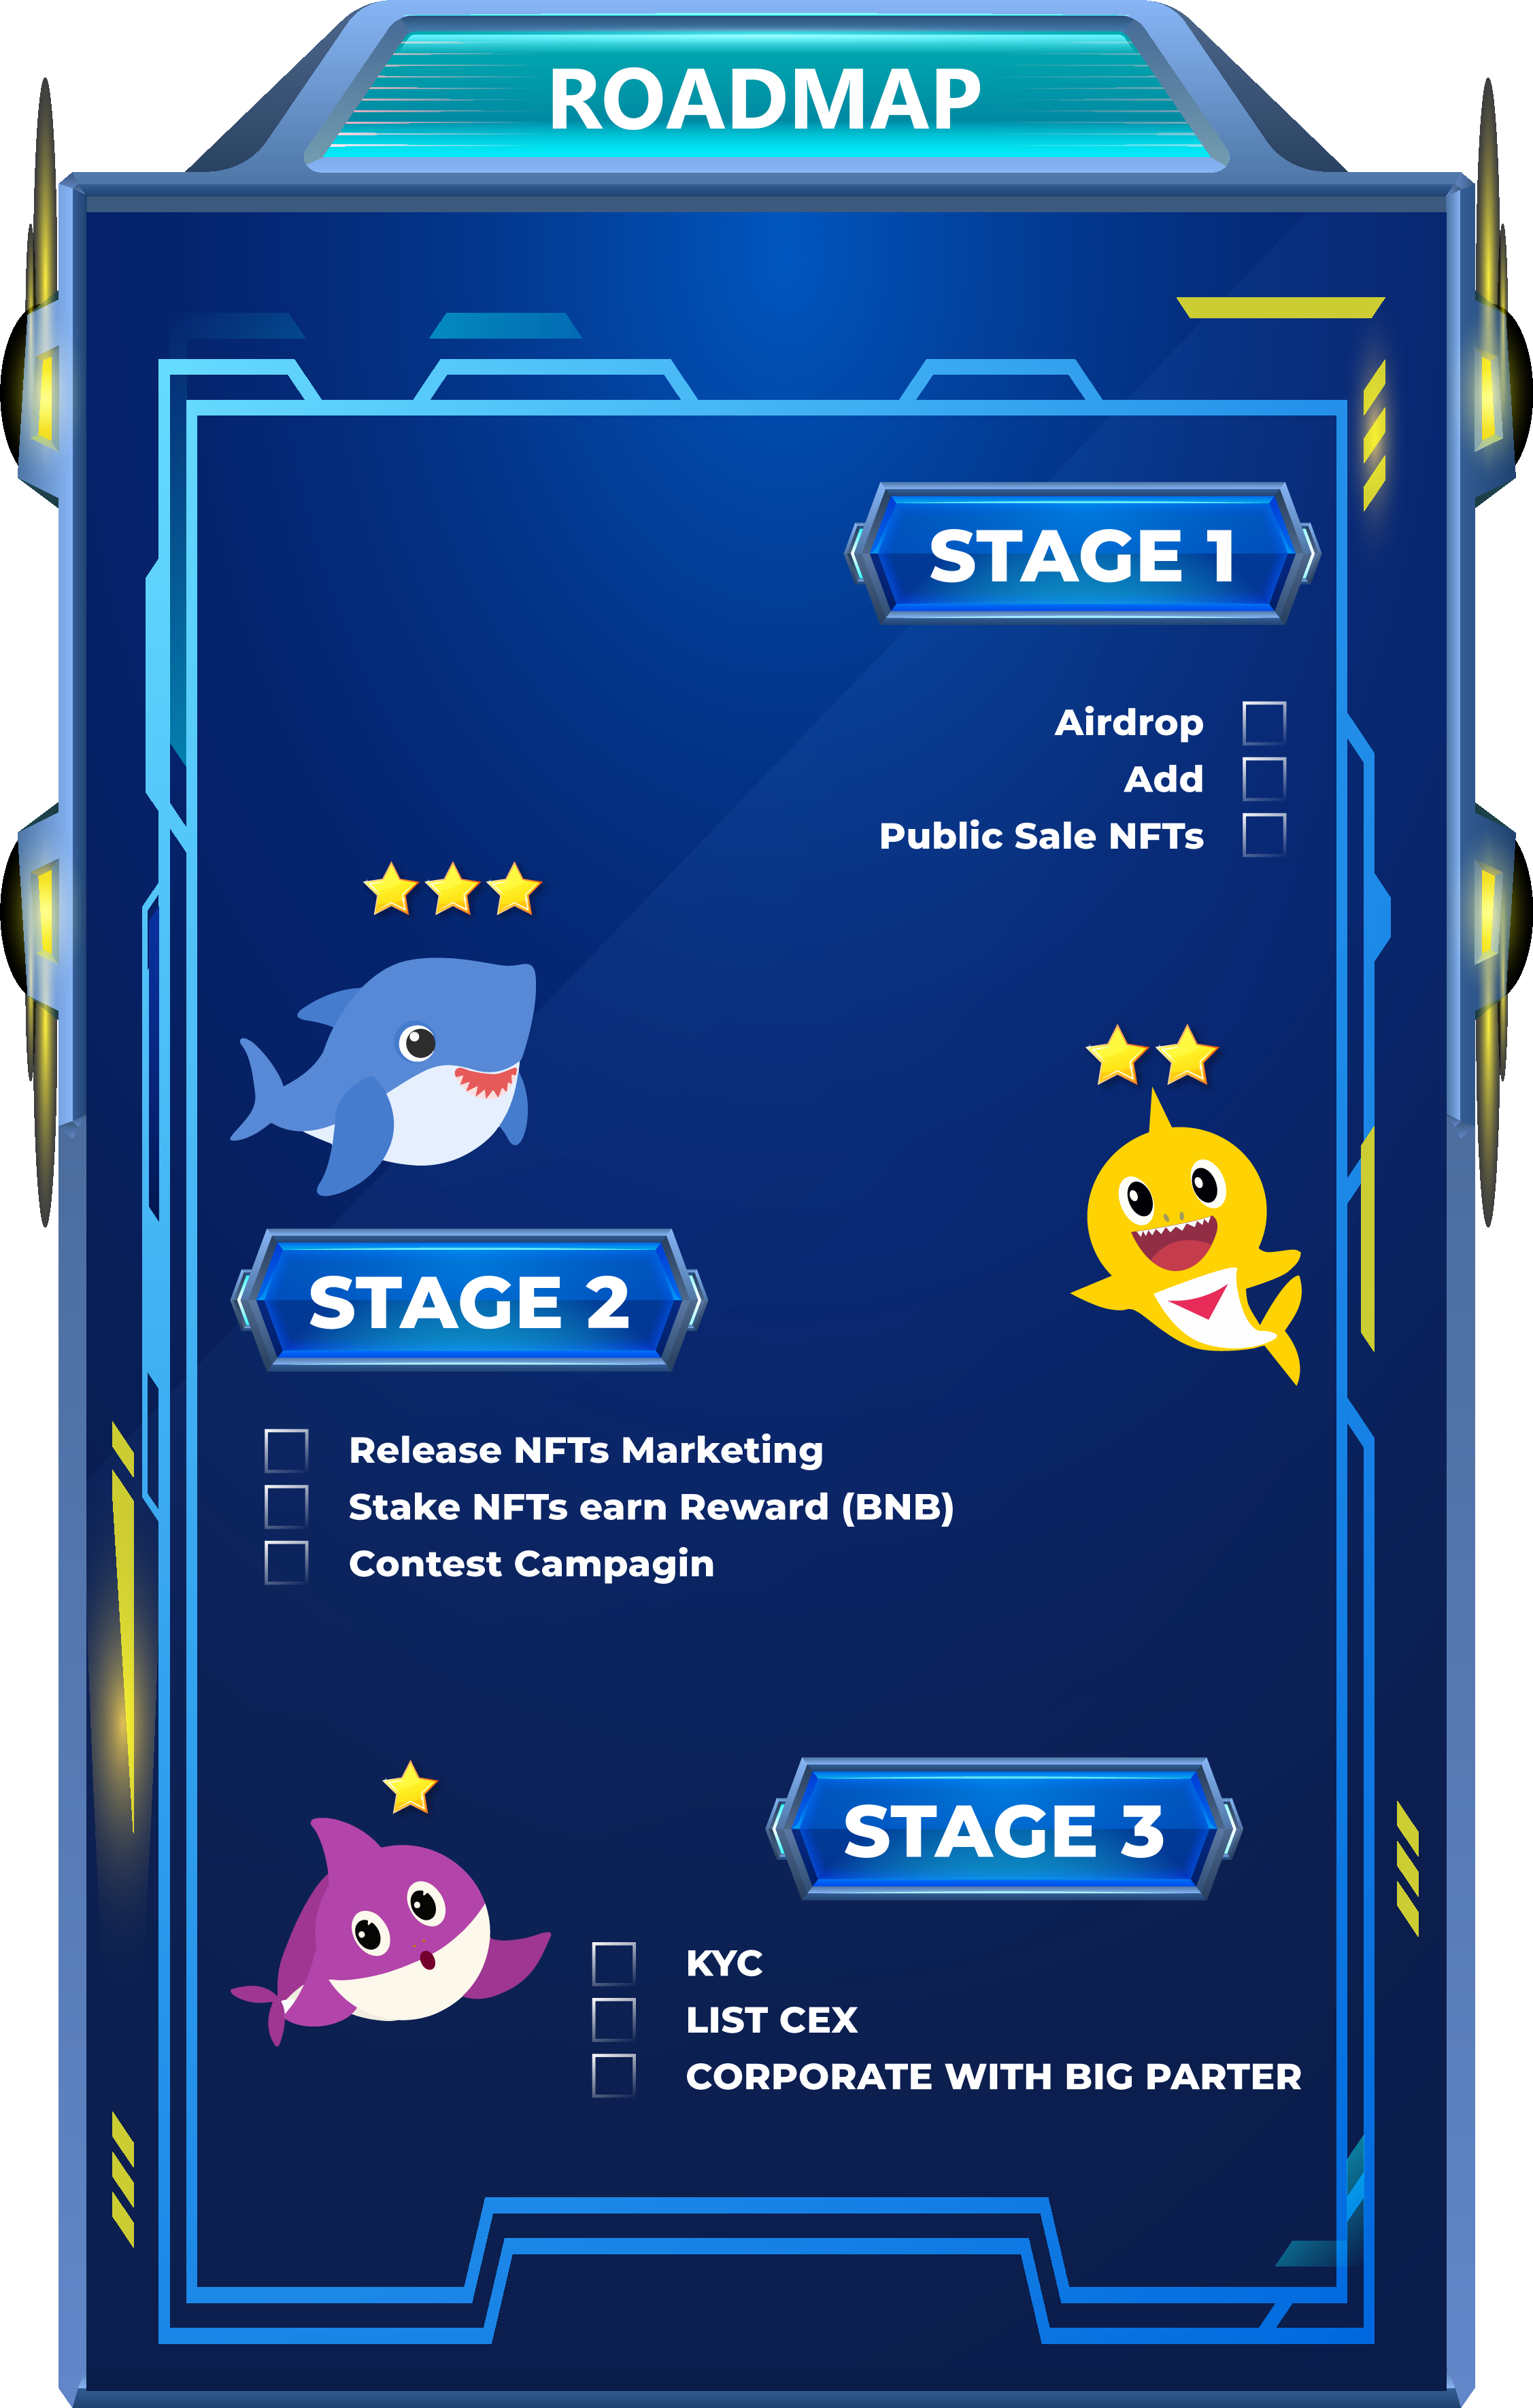 ROADMAP
STAGE 1
Airdrop
Add
Public Sale NFTs
STAGE 2
Release NFTs Marketing
Stake NFTs earn Reward (BNB)
Contest Campagin
STAGE 3
KYC
LIST CEX
CORPORATE WITH BIG PARTER